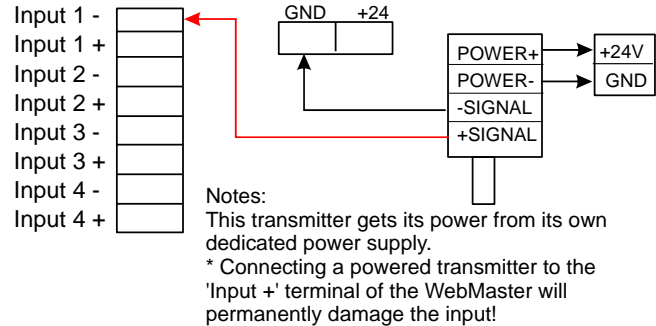 Input 1 -
Input 1 +
Input 2 -
Input 2 +
Input 3 -
Input 3 +
Input 4 -
Input 4 +
GND +24
POWER+
POWER-
-SIGNAL
+SIGNAL
+24V
GND
Notes:
This transmitter gets its power from its own
dedicated power supply.
* Connecting a powered transmitter to the
'Input +' terminal of the WebMaster will
permanently damage the input!